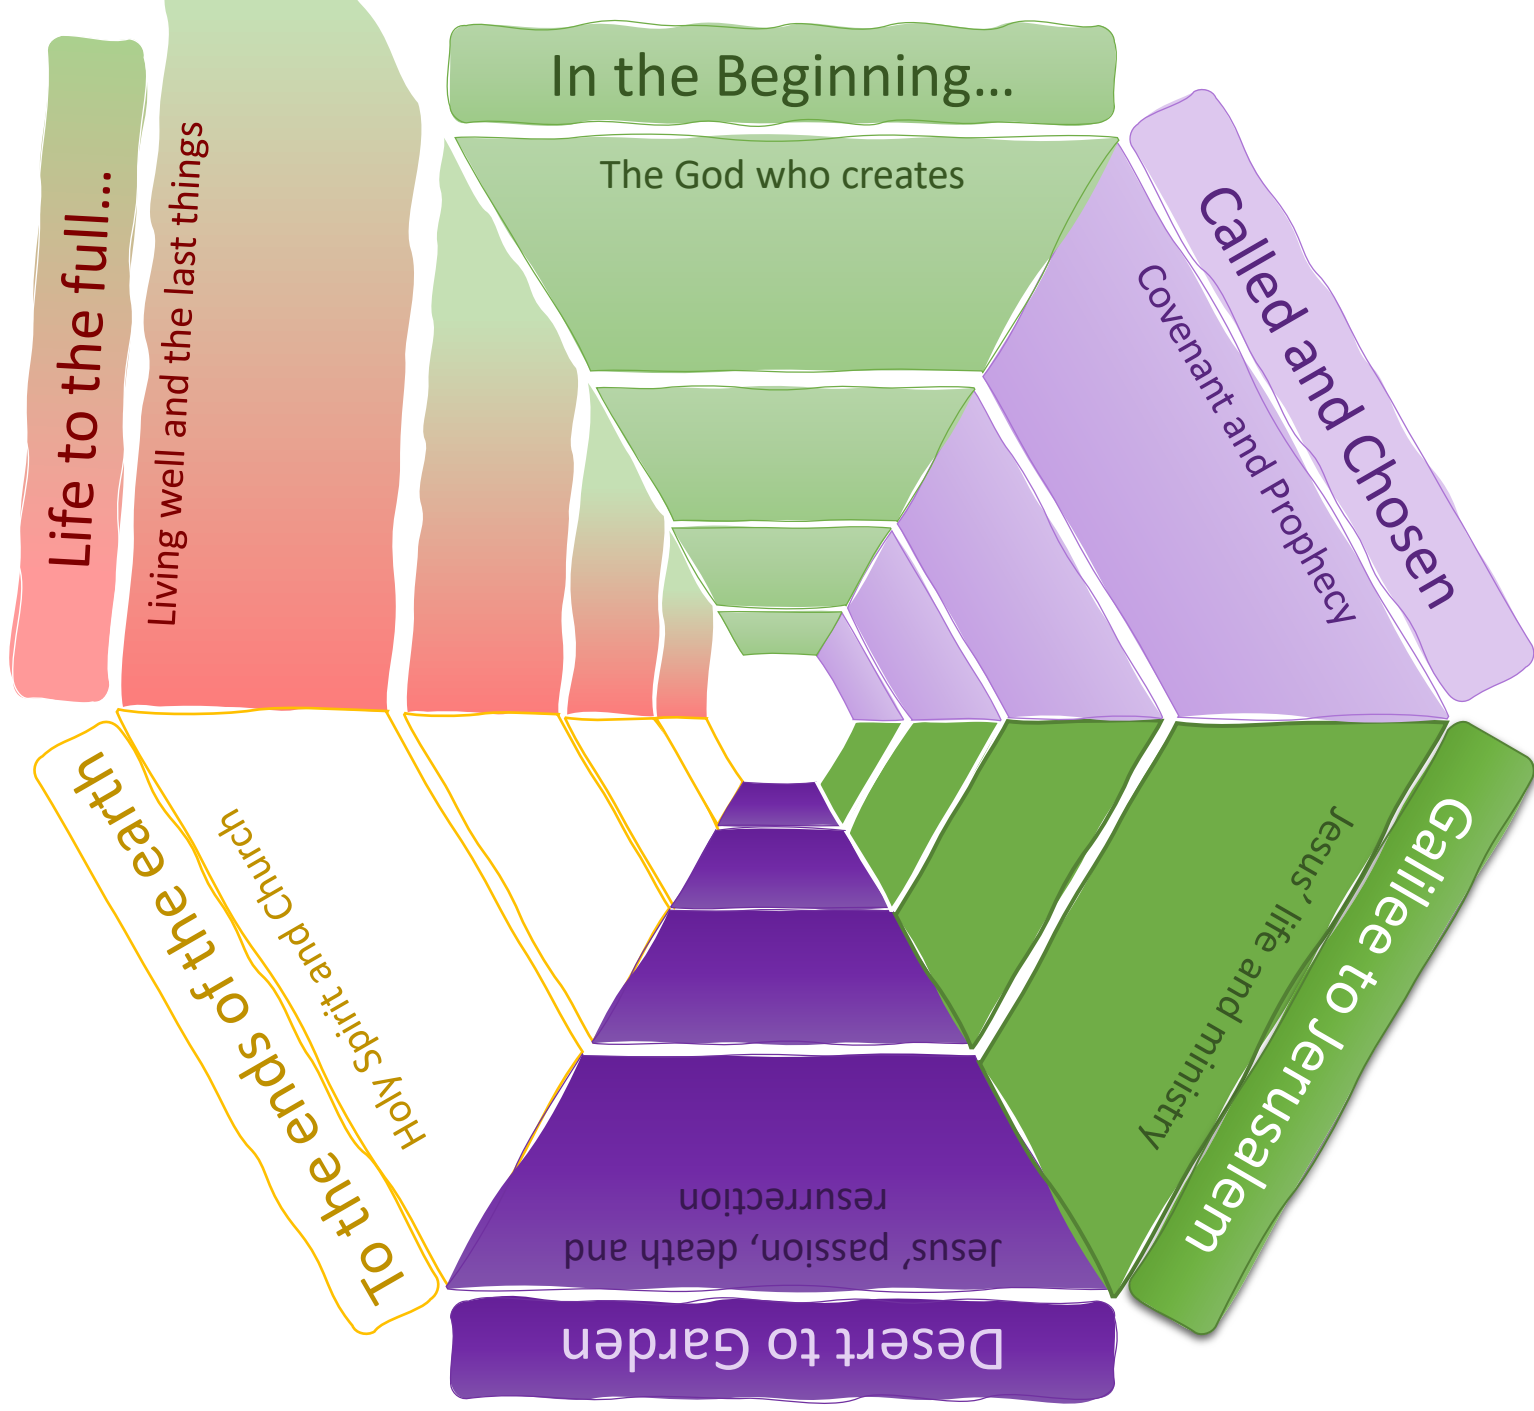 In the Beginning...
The God who creates
Called and Chosen
Covenant and Prophecy
Galilee to Jerusalem
Jesus’ life and ministry
Desert to Garden
Jesus’ passion, death and
resurrection
To the ends of the earth
Holy Spirit and Church
Life to the full...
Living well and the last things